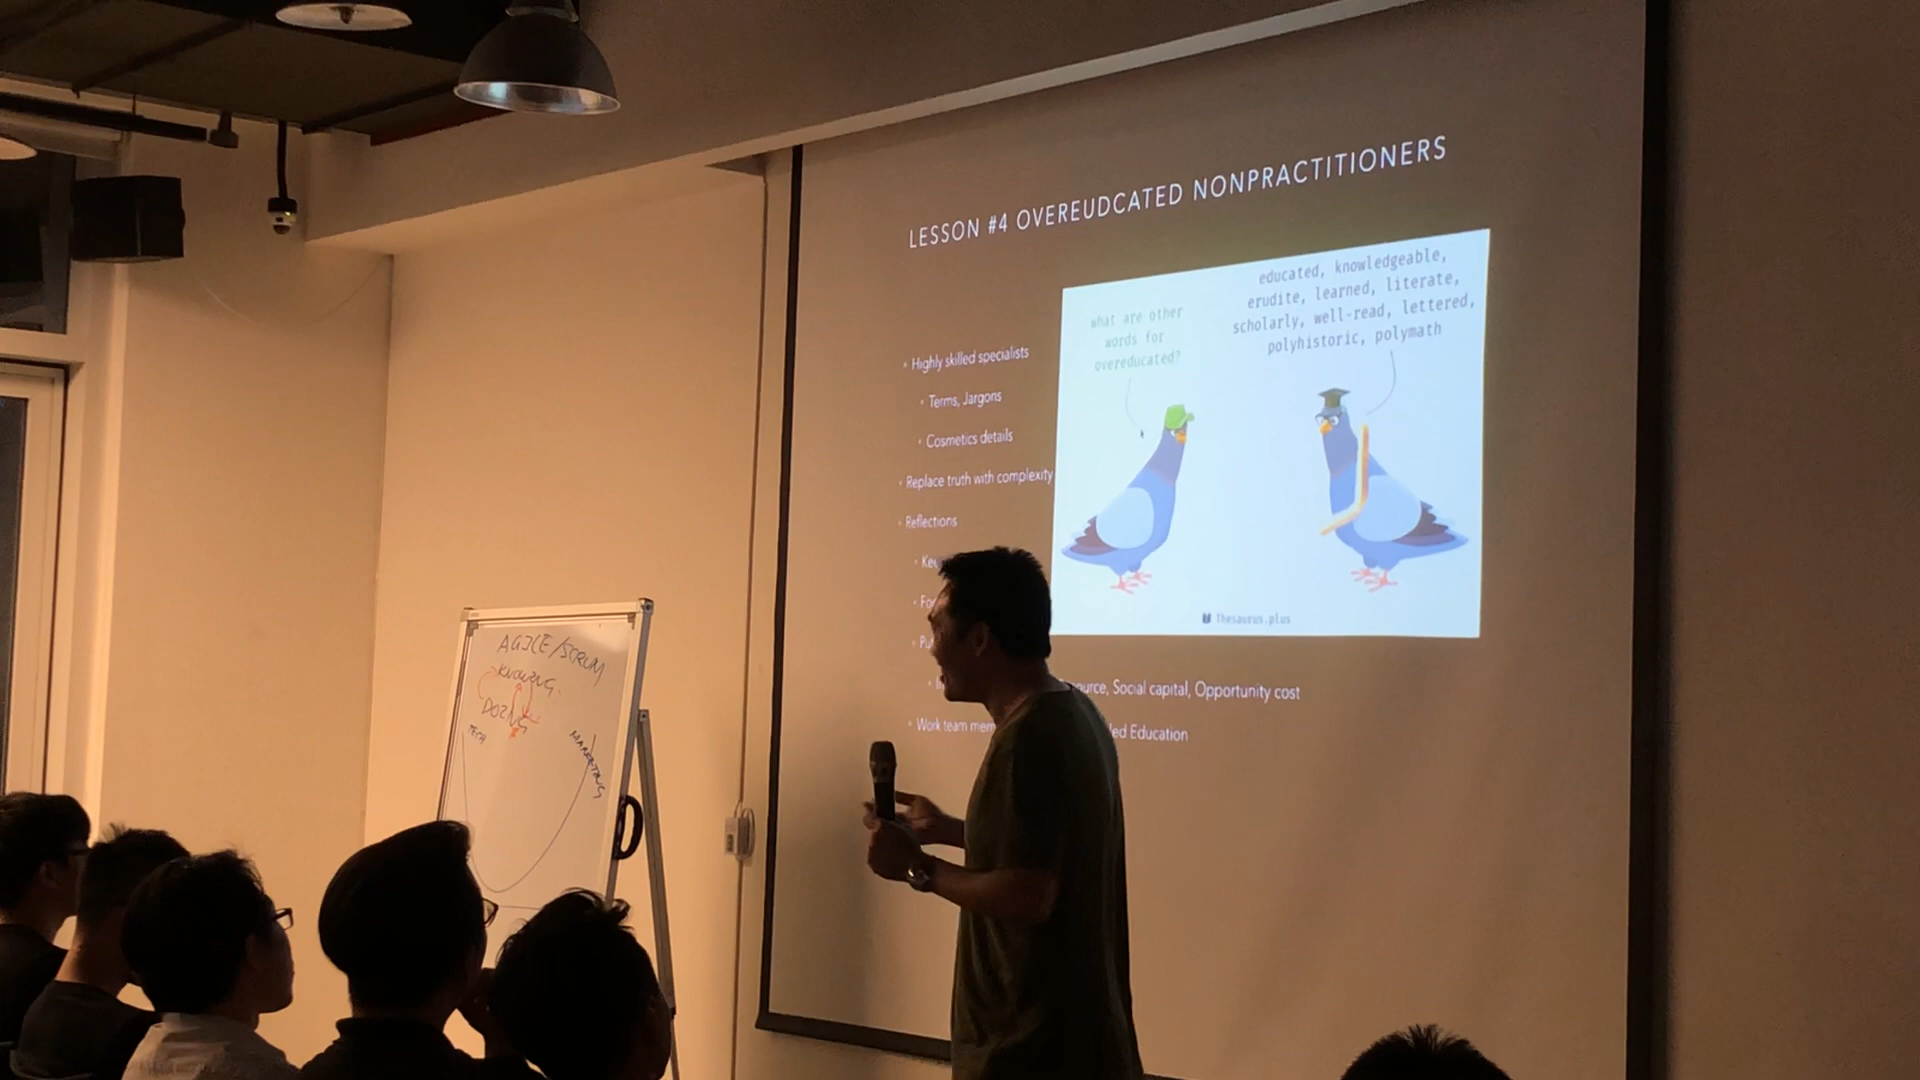 LESSON #4 OVEREUDCATED NONPRACTITIONERS
Highly skilled specialists
Terms, Jargons
Cosmetics details
Replace truth with complexity
Reflections
Work team
Social capital, Opportunity cost
Education
what are other
words for
overeducated?
educated, knowledgeable,
erudite, learned, literate,
scholarly, well-read, lettered,
polyhistoric, polymath
Thesaurus.plus
AGILE/SCRUM
KNOWING
DOING
TECH
MARKETING